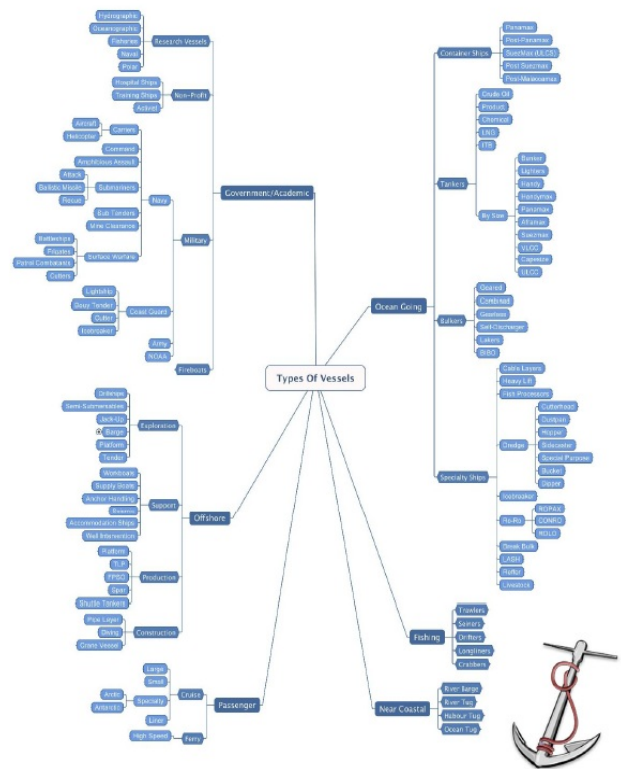 Types Of Vessels
Government/Academic
Research Vessels
Hydrographic
Oceanographic
Fisheries
Naval
Polar
Non-Profit
Hospital Ships
Training Ships
Activist
Military
Navy
Carriers
Aircraft
Helicopter
Command
Amphibious Assault
Submarines
Attack
Ballistic Missile
Sub Tenders
Mine Clearance
Surface Warfare
Battleships
Frigates
Patrol Combatants
Cutters
Coast Guard
Lightship
Cutter
Icebreaker
Army
NOAA
Fireboats
Offshore
Exploration
Drillships
Semi-Submersables
Jack-Up
Barge
Platform
Tender
Support
Workboats
Supply Boats
Anchor Handling
Accommodation Ships
Well Intervention
Production
Platform
TLP
FPSO
Spar
Shuttle Tankers
Construction
Pipe Layer
Diving
Crane Vessel
Passenger
Cruise
Large
Small
Specialty
Arctic
Antarctic
Liner
Ferry
High Speed
Ocean Going
Container Ships
Panamax
Post-Panamax
SuezMax (ULCS)
Post Suezmax
Post-Malaccamax
Tankers
Crude Oil
Product
Chemical
LNG
ITB
By Size
Lighters
Handy
Handymax
Panamax
Aframax
Suezmax
VLCC
Capesize
ULCC
Bulkers
Geared
Combined
Gearless
Self-Discharger
Lakers
BIBO
Specialty Ships
Cable Layers
Heavy Lift
Fish Processors
Dredge
Cutterhead
Dustpan
Hopper
Sidecaster
Special Purpose
Bucket
Dipper
Icebreaker
Ro-Ro
ROPAX
CONRO
ROLO
Break Bulk
LASH
Reffer
Livestock
Fishing
Trawlers
Seiners
Drifters
Longliners
Crabbers
Near Coastal
River Barge
River Tug
Habour Tug
Ocean Tug